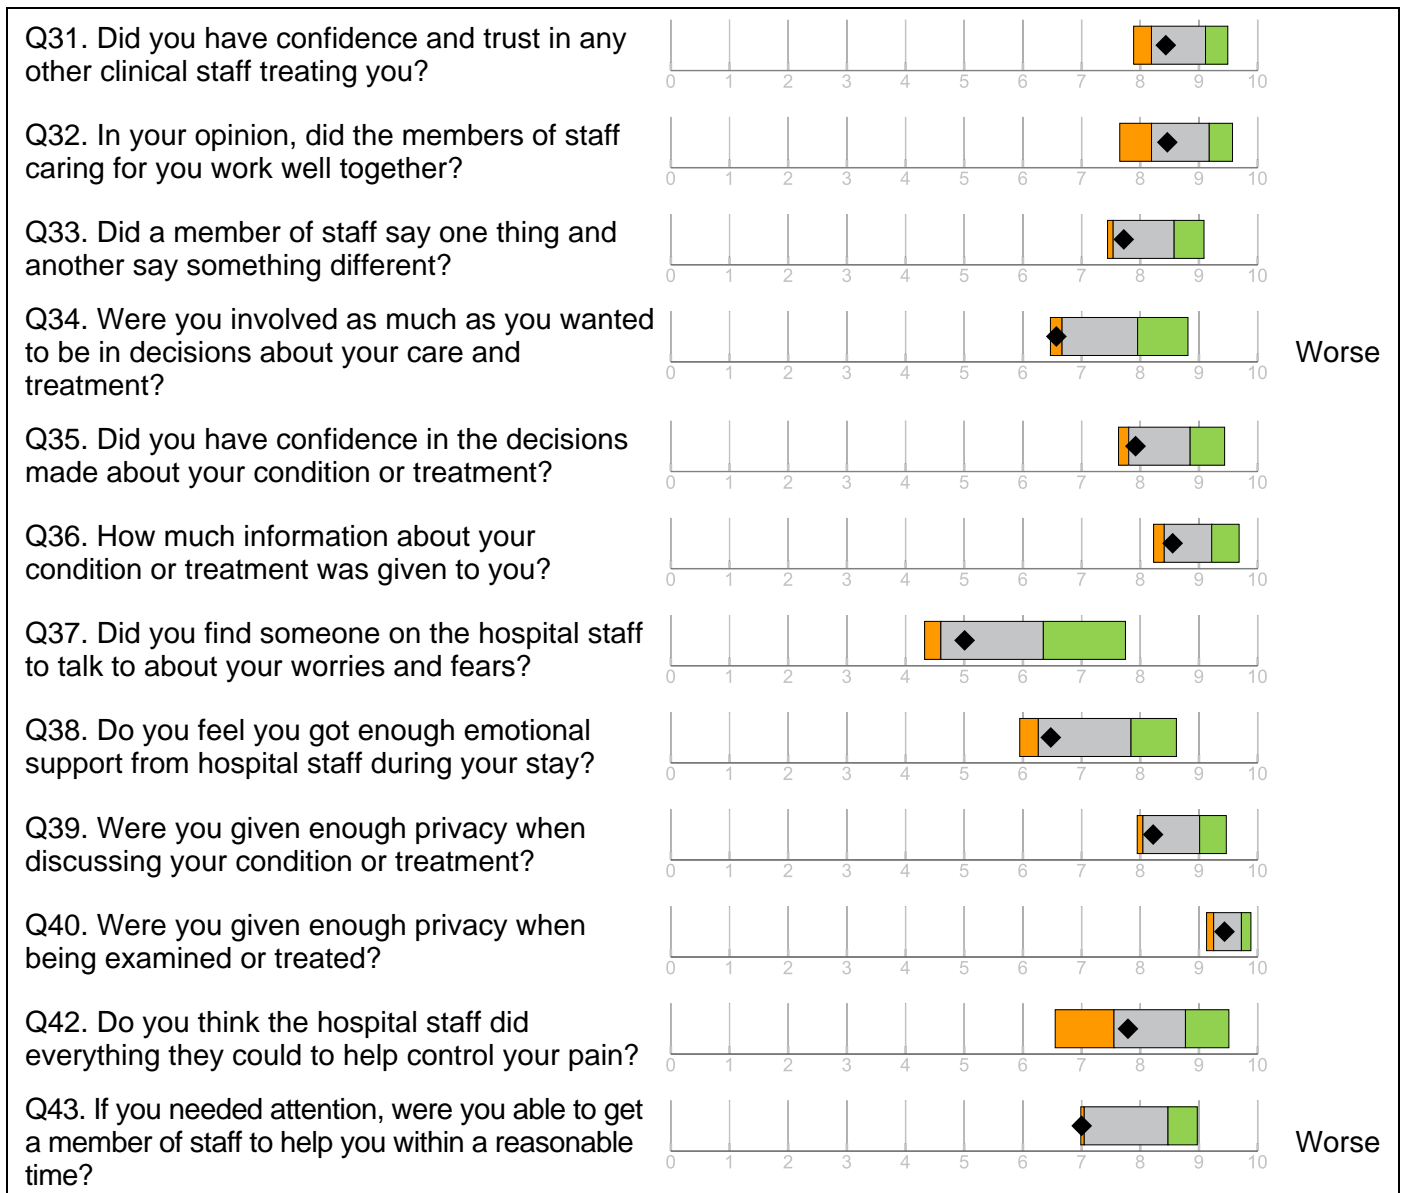 Q31. Did you have confidence and trust in any
other clinical staff treating you?
0 1 2 3 4 5 6 7 8 9 10
Q32. In your opinion, did the members of staff
caring for you work well together?
0 1 2 3 4 5 6 7 8 9 10
Q33. Did a member of staff say one thing and
another say something different?
0 1 2 3 4 5 6 7 8 9 10
Q34. Were you involved as much as you wanted
to be in decisions about your care and
treatment?
0 1 2 3 4 5 6 7 8 9 10
Worse
Q35. Did you have confidence in the decisions
made about your condition or treatment?
0 1 2 3 4 5 6 7 8 9 10
Q36. How much information about your
condition or treatment was given to you?
0 1 2 3 4 5 6 7 8 9 10
Q37. Did you find someone on the hospital staff
to talk to about your worries and fears?
0 1 2 3 4 5 6 7 8 9 10
Q38. Do you feel you got enough emotional
support from hospital staff during your stay?
0 1 2 3 4 5 6 7 8 9 10
Q39. Were you given enough privacy when
discussing your condition or treatment?
0 1 2 3 4 5 6 7 8 9 10
Q40. Were you given enough privacy when
being examined or treated?
0 1 2 3 4 5 6 7 8 9 10
Q42. Do you think the hospital staff did
everything they could to help control your pain?
0 1 2 3 4 5 6 7 8 9 10
Q43. If you needed attention, were you able to get
a member of staff to help you within a reasonable
time?
0 1 2 3 4 5 6 7 8 9 10
Worse